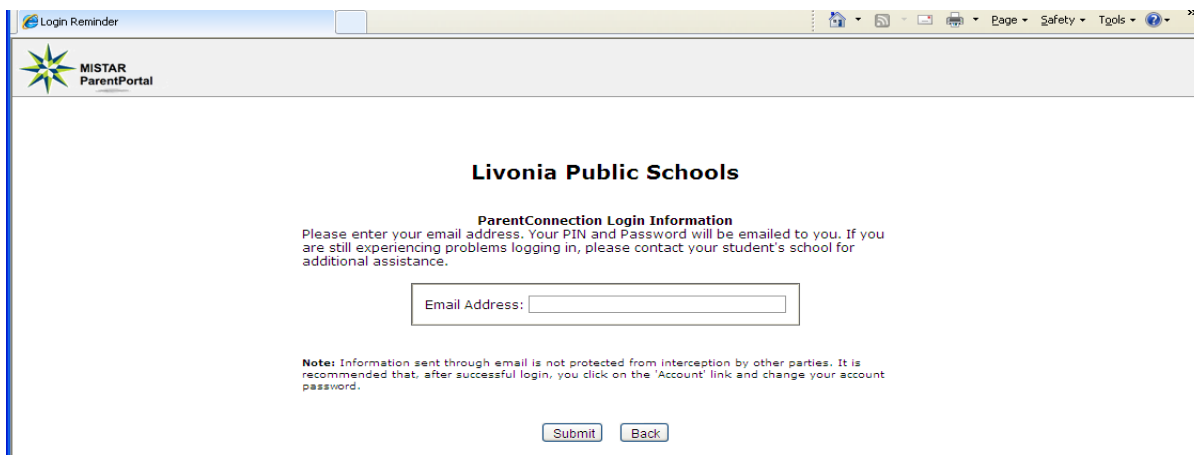 Login Reminder
Page Safety Tools
MISTAR
ParentPortal
Livonia Public Schools
ParentConnection Login Information
Please enter your email address. Your PIN and Password will be emailed to you. If you
are still experiencing problems logging in, please contact your student's school for
additional assistance.
Email Address:
Note: Information sent through email is not protected from interception by other parties. It is
recommended that, after successful login, you click on the 'Account' link and change your account
password.
Submit Back